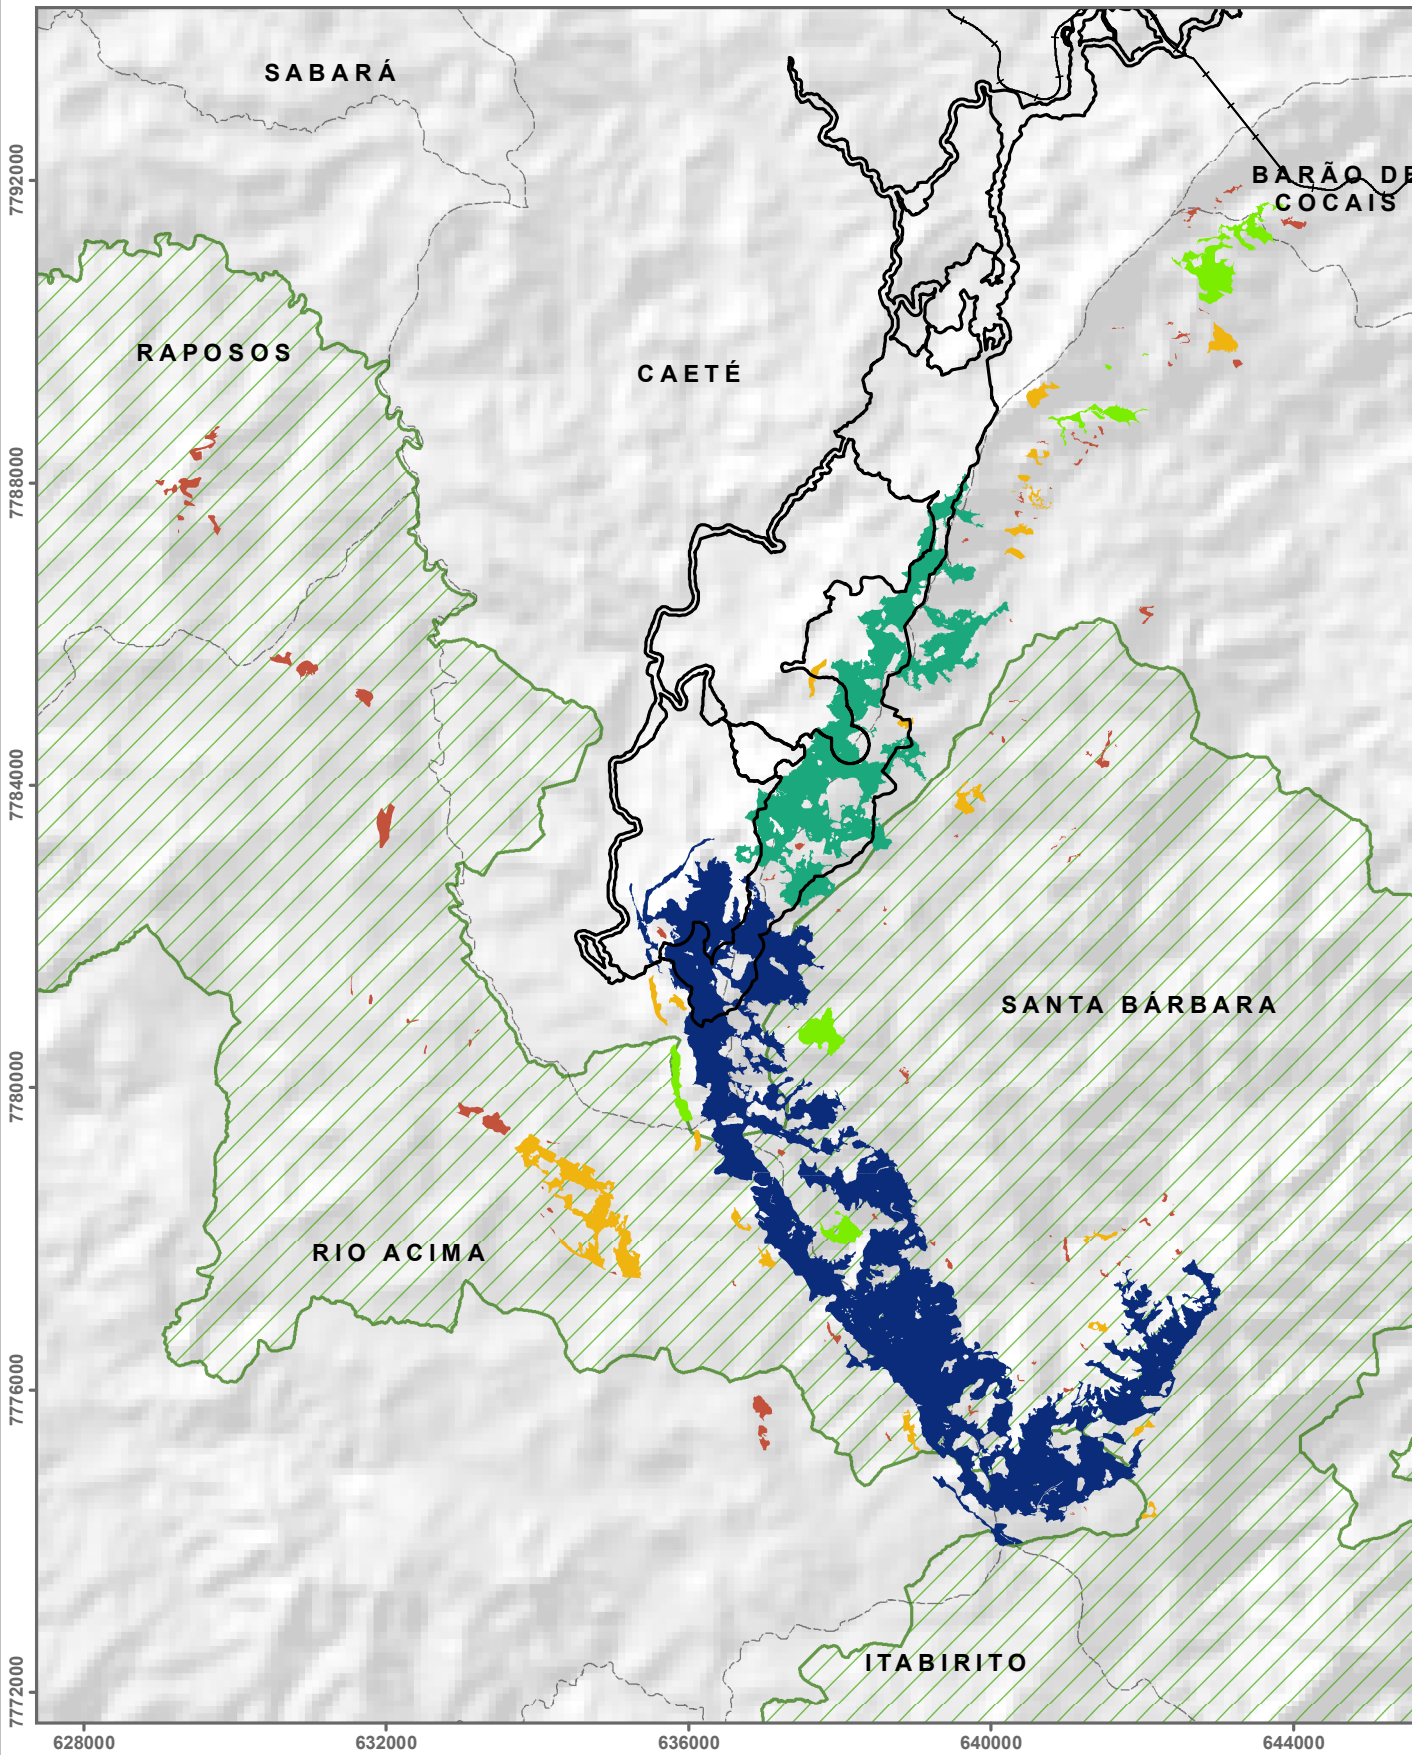 SABARÁ
BARÃO DE
COCAIS
RAPOSOS
CAETÉ
SANTA BÁRBARA
RIO ACIMA
ITABIRITO
7792000
7788000
7784000
7780000
7776000
7772000
628000
632000
636000
640000
644000